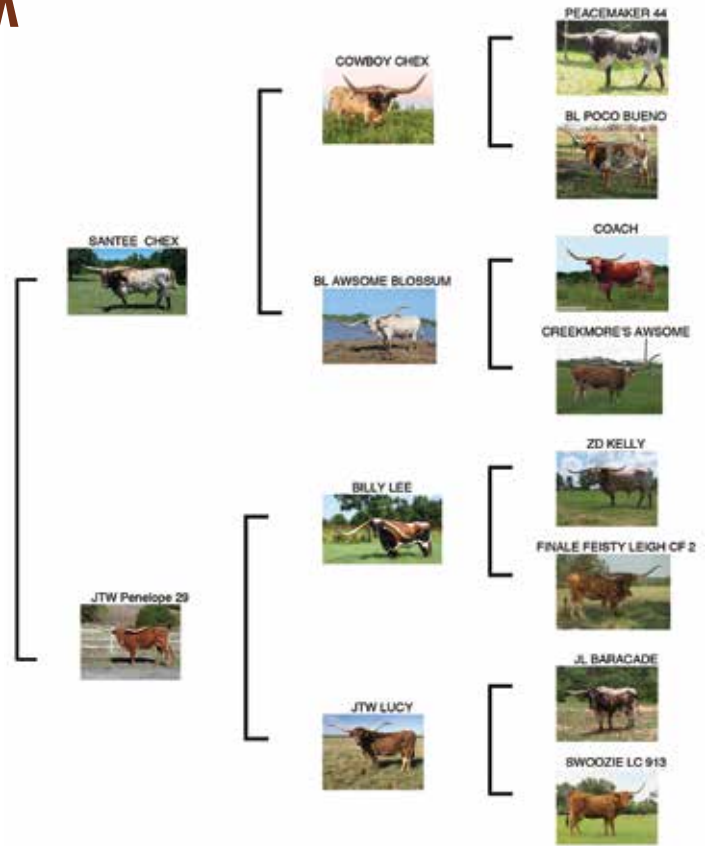 PEACEMAKER 44
COWBOY CHEX
BL POCO BUENO
SANTEE CHEX
COACH
BL AWSOME BLOSSUM
CREEKMORE'S AWSOME
ZD KELLY
BILLY LEE
FINALE FEISTY LEIGH CF 2
JTW Penelope 29
JL BARACADE
JTW LUCY
SWOOZIE LC 913